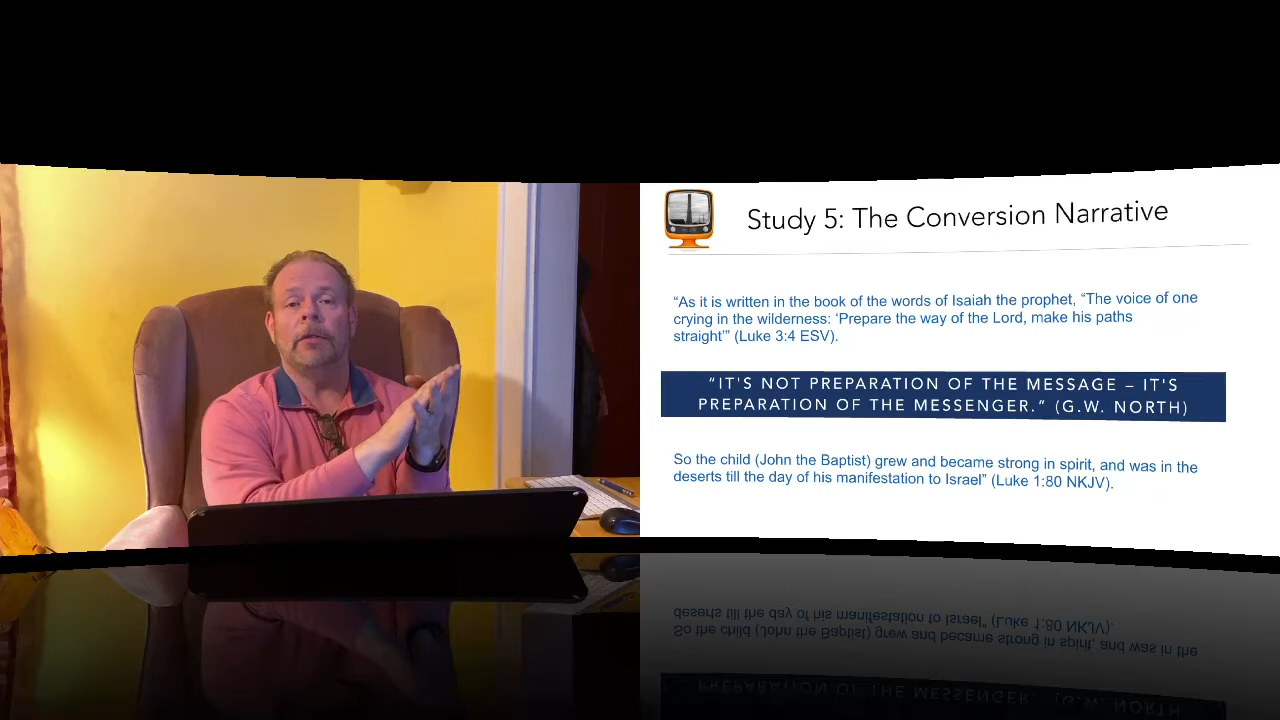 Study 5: The Conversion Narrative
“As it is written in the book of the words of Isaiah the prophet, “The voice of one
crying in the wilderness: ‘Prepare the way of the Lord, make his paths
straight’” (Luke 3:4 ESV).
“IT'S NOT PREPARATION OF THE MESSAGE – IT'S
PREPARATION OF THE MESSENGER.” (G.W. NORTH)
So the child (John the Baptist) grew and became strong in spirit, and was in the
deserts till the day of his manifestation to Israel” (Luke 1:80 NKJV).